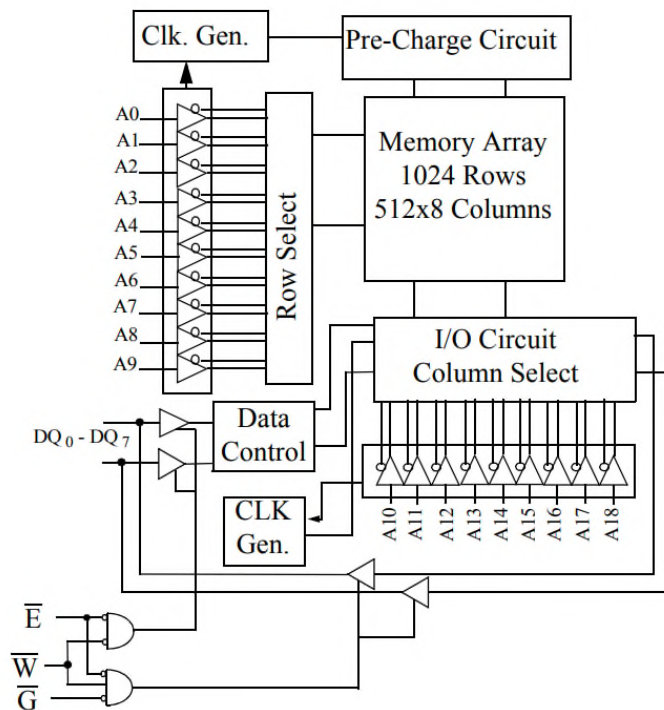 Clk. Gen.
Pre-Charge Circuit
A0
A1
A2
A3
A4
A5
A6
A7
A8
A9
Row Select
Memory Array
1024 Rows
512x8 Columns
I/O Circuit
Column Select
DQ0 - DQ7
Data
Control
CLK
Gen.
A10
A11
A12
A13
A14
A15
A16
A17
A18
E̅
W̅
G̅